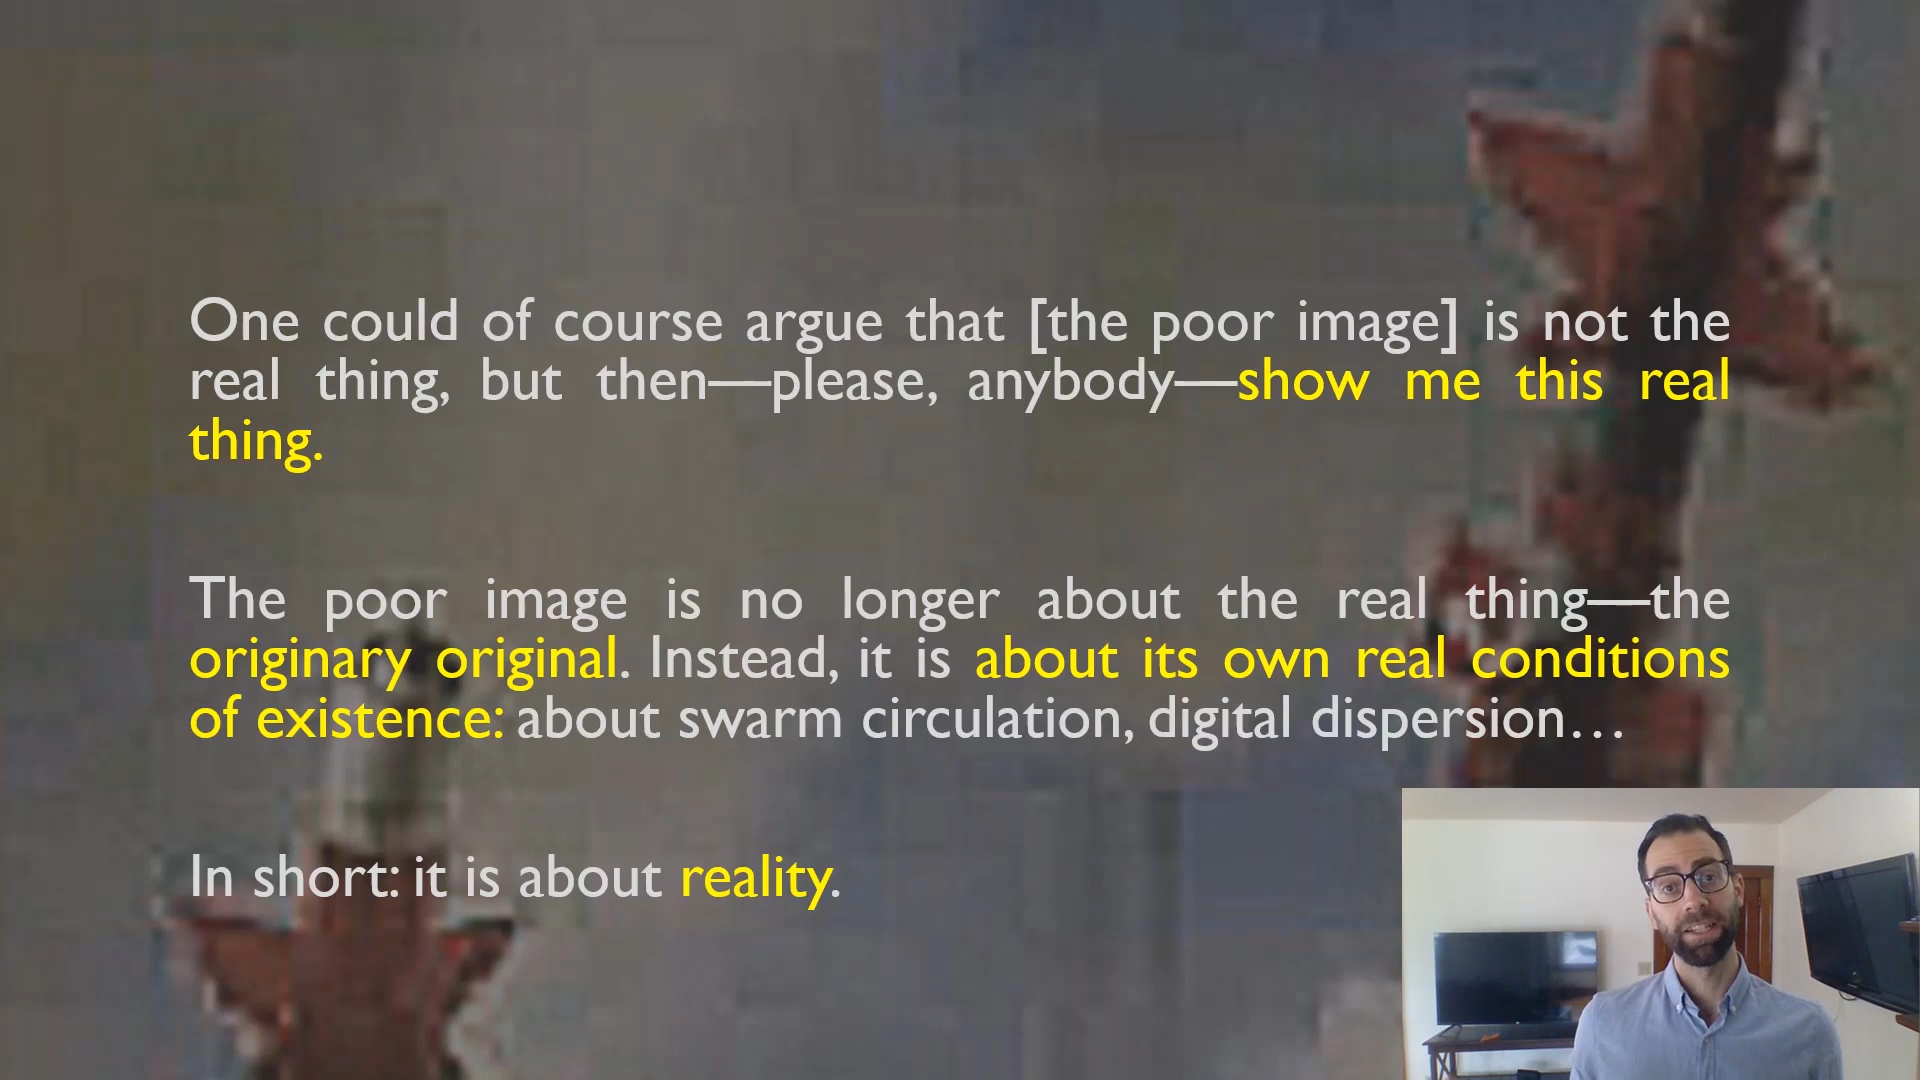 One could of course argue that [the poor image] is not the
real thing, but then—please, anybody—show me this real
thing.
The poor image is no longer about the real thing—the
originary original. Instead, it is about its own real conditions
of existence: about swarm circulation, digital dispersion…
In short: it is about reality.